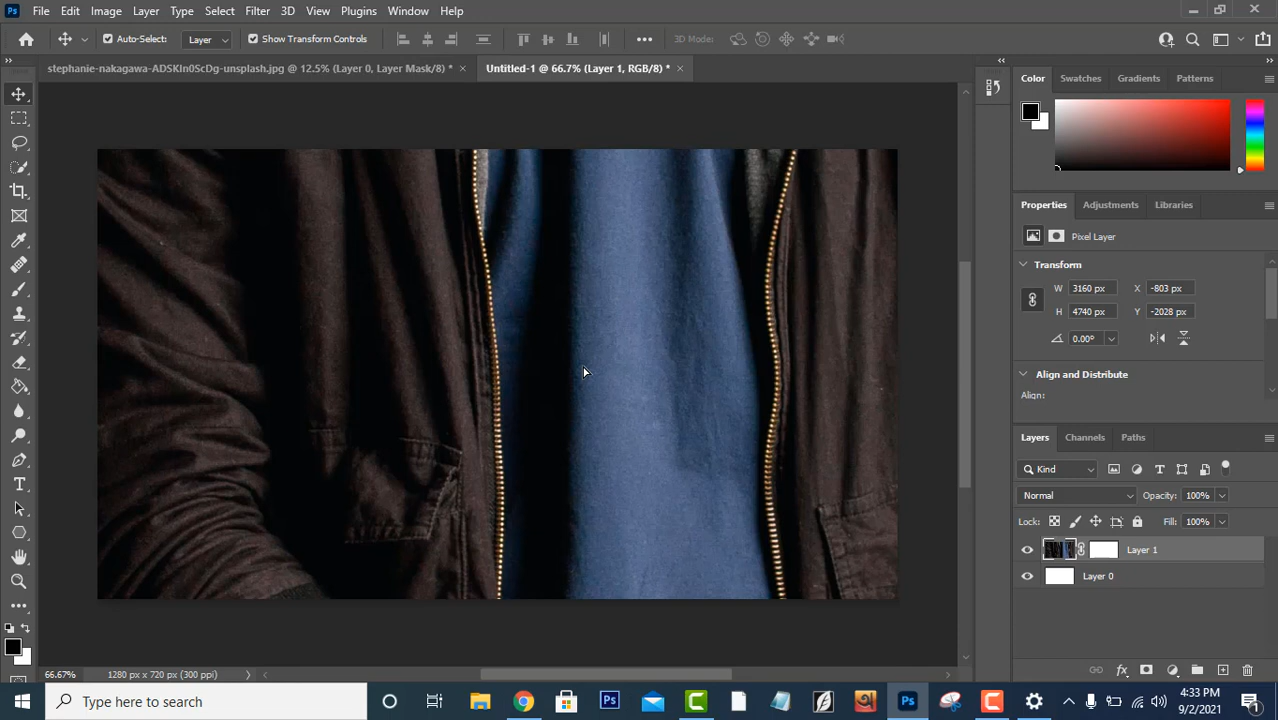 Ps File Edit Image Layer Type Select Filter 3D View Plugins Window Help
Auto-Select: Layer Show Transform Controls 3D Mode:
stephanie-nakagawa-ADSKIn0ScDg-unsplash.jpg @ 12.5% (Layer 0, Layer Mask/8) * Untitled-1 @ 66.7% (Layer 1, RGB/8) *
Color Swatches Gradients Patterns
Properties Adjustments Libraries
Pixel Layer
Transform
W 3160 px X -803 px
H 4740 px Y -2028 px
0.00°
Align and Distribute
Align:
Layers Channels Paths
Kind
Normal Opacity: 100%
Lock: Fill: 100%
Layer 1
Layer 0
66.67% 1280 px x 720 px (300 ppi)
Type here to search
Ps
Ps
4:33 PM
9/2/2021
1